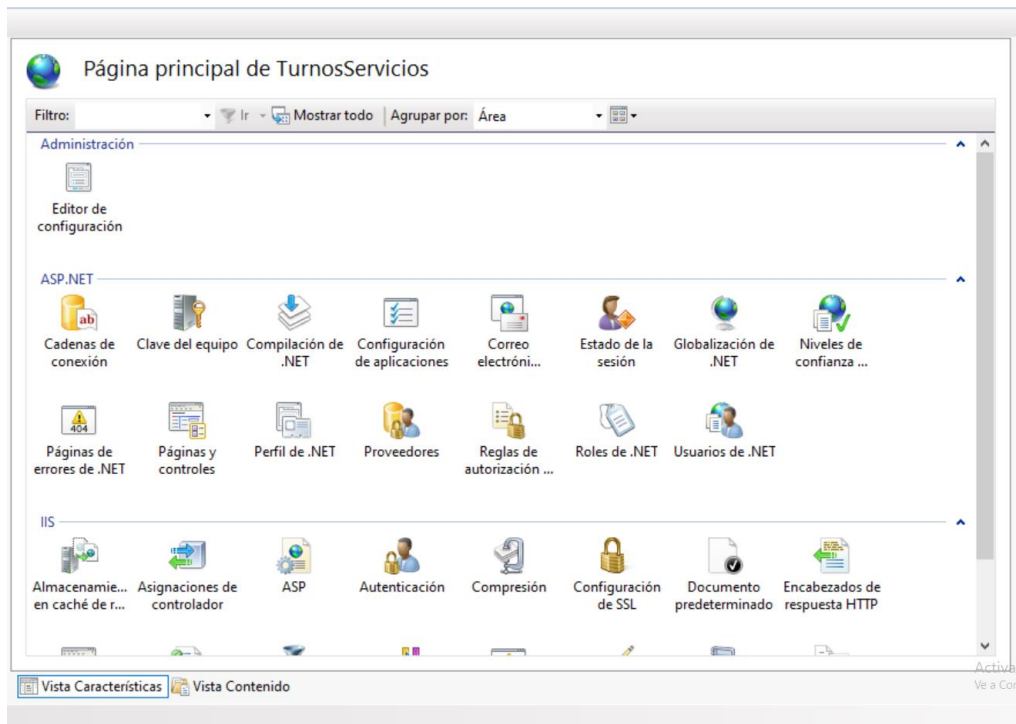 Página principal de TurnosServicios
Filtro: Ir Mostrar todo Agrupar por: Área
Administración
Editor de
configuración
ASP.NET
ab
Cadenas de conexión
Clave del equipo
Compilación de .NET
Configuración de aplicaciones
Correo electróni...
Estado de la sesión
Globalización de .NET
Niveles de confianza ...
404
Páginas de errores de .NET
Páginas y controles
Perfil de .NET
Proveedores
Reglas de autorización ...
Roles de .NET
Usuarios de .NET
IIS
Almacenamie... en caché de r...
Asignaciones de controlador
ASP
Autenticación
Compresión
Configuración de SSL
Documento predeterminado
Encabezados de respuesta HTTP
Activa
Ve a Con
Vista Características Vista Contenido